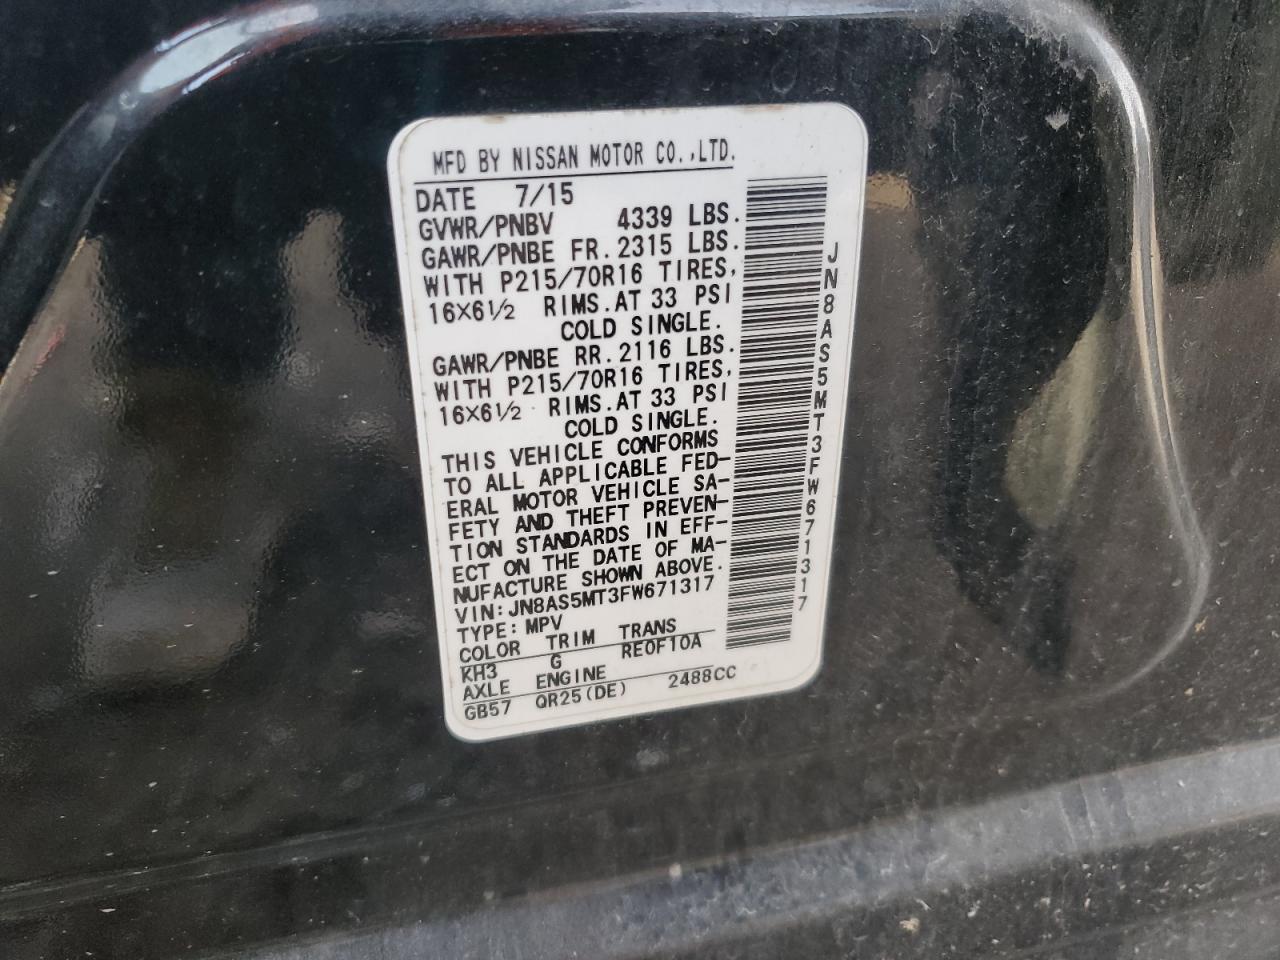 MFD BY NISSAN MOTOR CO.,LTD.
DATE 7/15
GVWR/PNBV 4339 LBS.
GAWR/PNBE FR. 2315 LBS.
WITH P215/70R16 TIRES,
16X6½ RIMS. AT 33 PSI
COLD SINGLE.
GAWR/PNBE RR. 2116 LBS.
WITH P215/70R16 TIRES,
16X6½ RIMS. AT 33 PSI
COLD SINGLE.
THIS VEHICLE CONFORMS
TO ALL APPLICABLE FED-
ERAL MOTOR VEHICLE SA-
FETY AND THEFT PREVEN-
TION STANDARDS IN EFF-
ECT ON THE DATE OF MA-
NUFACTURE SHOWN ABOVE.
VIN: JN8AS5MT3FW671317
TYPE: MPV
COLOR TRIM TRANS
KH3 G RE0F10A
AXLE ENGINE
GB57 QR25(DE) 2488CC
JN8AS5MT3FW671317